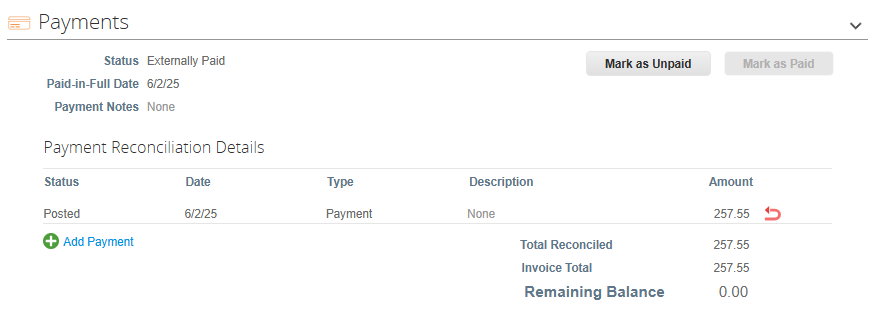 Payments
Status Externally Paid
Mark as Unpaid Mark as Paid
Paid-in-Full Date 6/2/25
Payment Notes None
Payment Reconciliation Details
Status Date Type Description Amount
Posted 6/2/25 Payment None 257.55
Add Payment Total Reconciled 257.55
Invoice Total 257.55
Remaining Balance 0.00